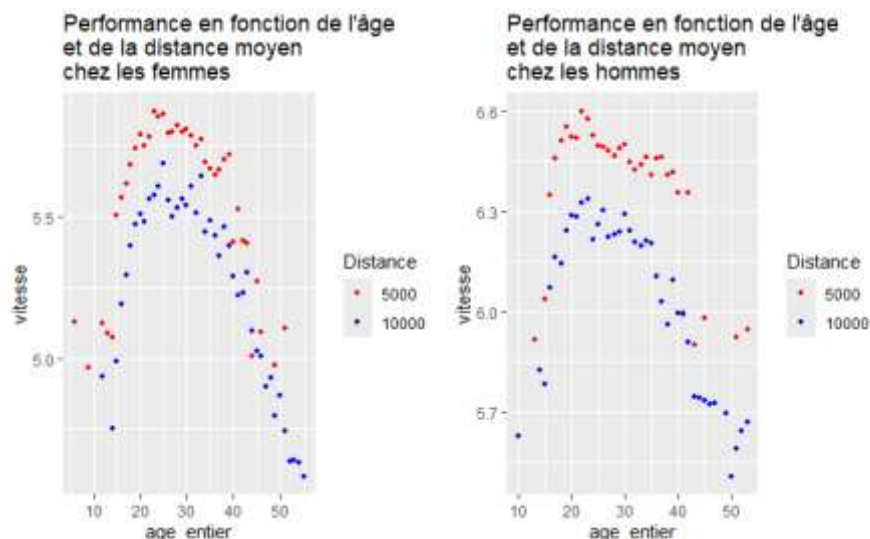 Performance en fonction de l'âge
et de la distance moyen
chez les femmes
vitesse
5.5
5.0
10
20
30
40
50
age_entier
Distance
5000
10000
Performance en fonction de l'âge
et de la distance moyen
chez les hommes
vitesse
6.6
6.3
6.0
5.7
10
20
30
40
50
age_entier
Distance
5000
10000